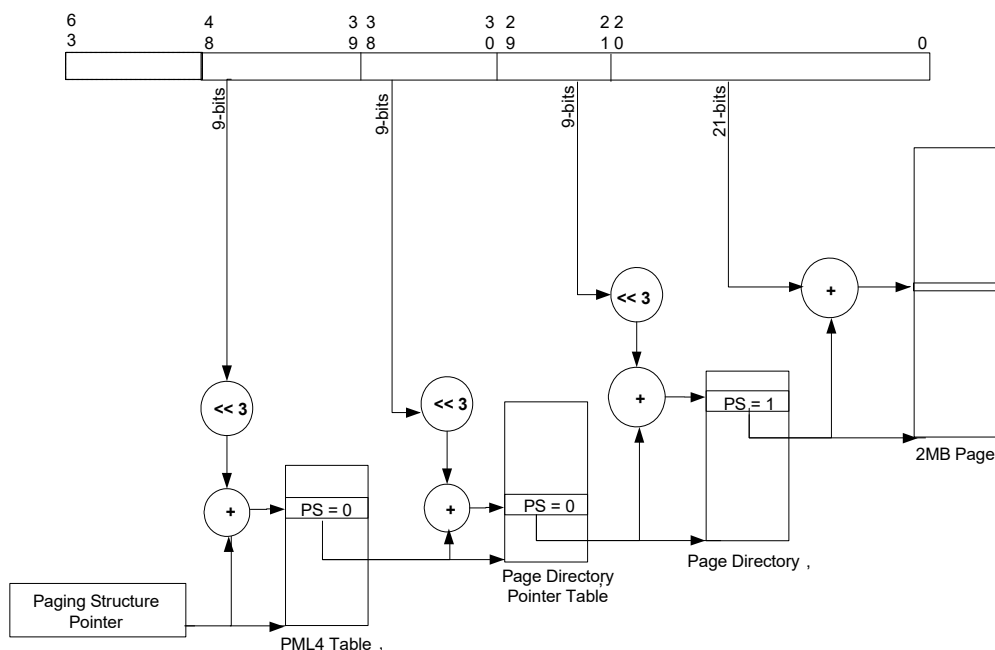 6 4 3 3 3 2 2 2
3 8 9 8 0 9 1 0 0
9-bits
9-bits
9-bits
21-bits
<< 3
+
<< 3
<< 3
+
+
+
PS = 1
2MB Page
PS = 0
PS = 0
Page Directory ,
Page Directory,
Pointer Table
Paging Structure
Pointer
PML4 Table ,